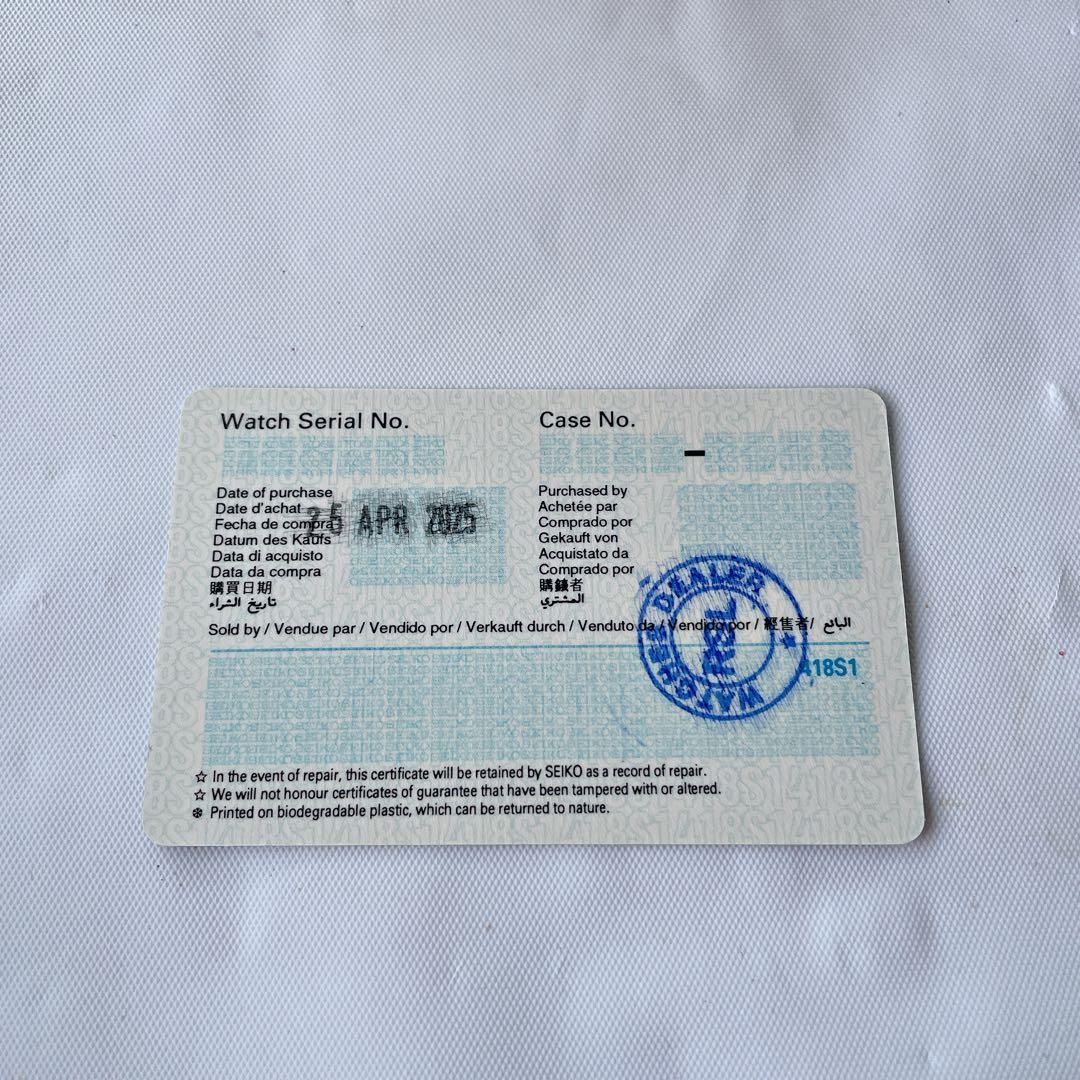 Watch Serial No.
Case No.
-
Date of purchase
Date d'achat
Fecha de compra
Datum des Kaufs
Data di acquisto
Data da compra
購買日期
تاريخ الشراء
25 APR 2025
Purchased by
Achetée par
Comprado por
Gekauft von
Acquistato da
Comprado por
購錶者
المشتري
Sold by / Vendue par / Vendido por / Verkauft durch / Venduto da / Vendido por / 經售者/ البائع
DEALER
418S1
☆ In the event of repair, this certificate will be retained by SEIKO as a record of repair.
☆ We will not honour certificates of guarantee that have been tampered with or altered.
❄ Printed on biodegradable plastic, which can be returned to nature.